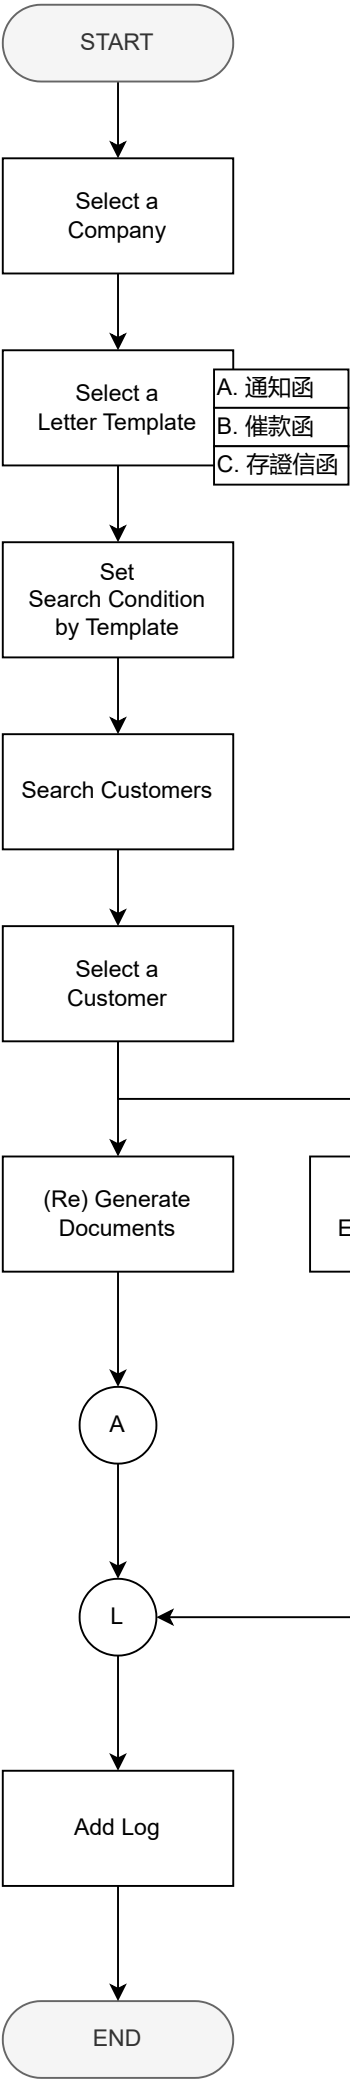 START
Select a
Company
Select a
Letter Template
A. 通知函
B. 催款函
C. 存證信函
Set
Search Condition
by Template
Search Customers
Select a
Customer
(Re) Generate
Documents
A
L
Add Log
END